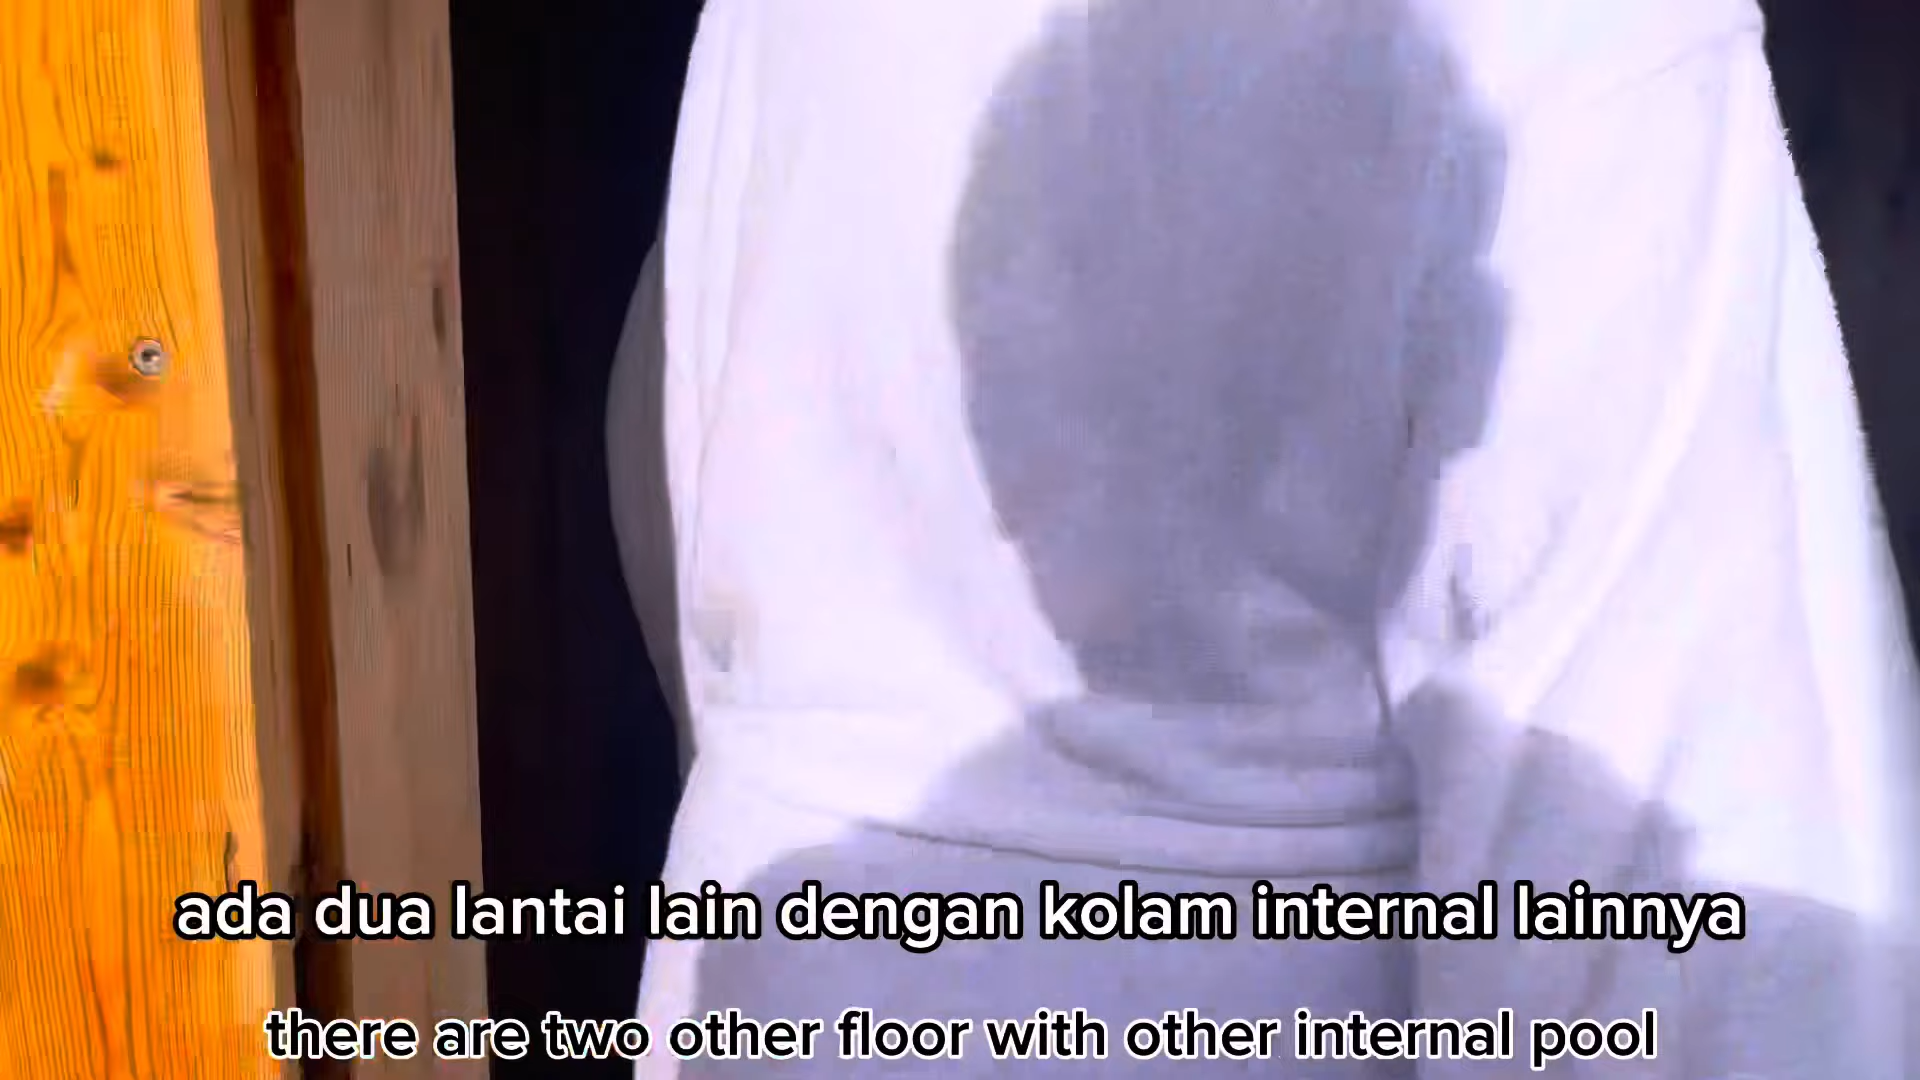 ada dua lantai lain dengan kolam internal lainnya
there are two other floor with other internal pool